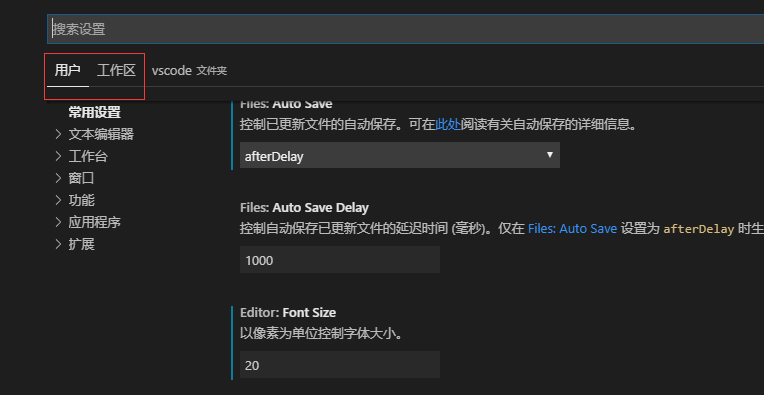 搜索设置
用户 工作区 vscode 文件夹
常用设置
文本编辑器
工作台
窗口
功能
应用程序
扩展
Files: Auto Save
控制已更新文件的自动保存。可在此处阅读有关自动保存的详细信息。
afterDelay
Files: Auto Save Delay
控制自动保存已更新文件的延迟时间 (毫秒)。仅在 Files: Auto Save 设置为 afterDelay 时生
1000
Editor: Font Size
以像素为单位控制字体大小。
20